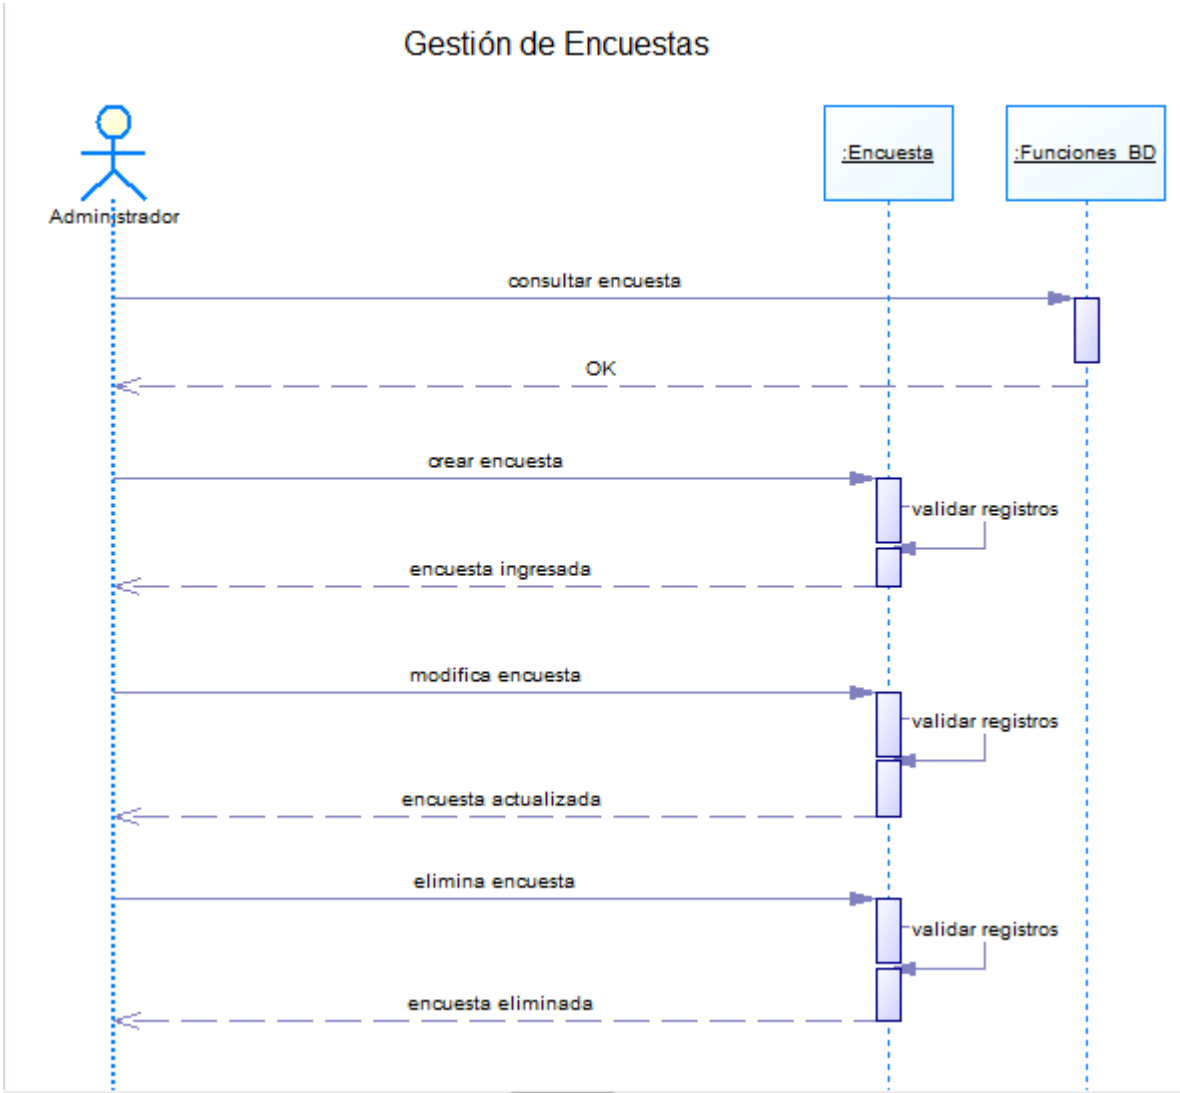 Gestión de Encuestas
Administrador
:Encuesta
:Funciones_BD
consultar encuesta
OK
crear encuesta
validar registros
encuesta ingresada
modifica encuesta
validar registros
encuesta actualizada
elimina encuesta
validar registros
encuesta eliminada